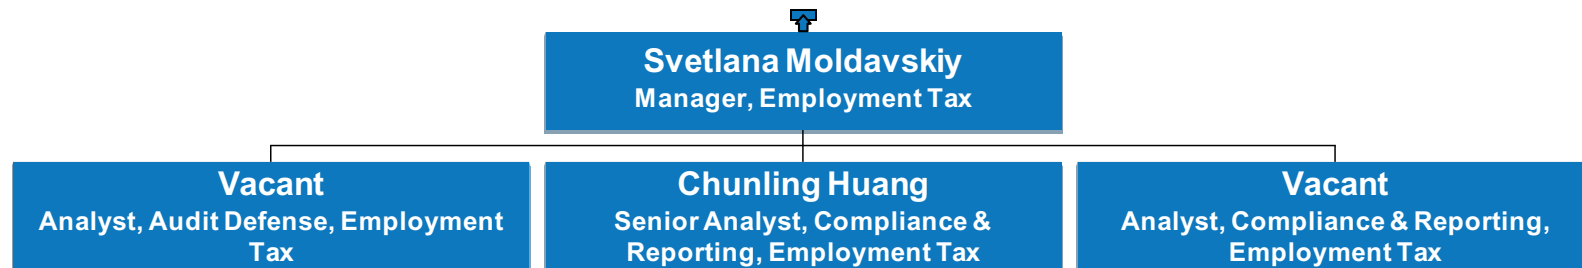 Svetlana Moldavskiy
Manager, Employment Tax
Vacant
Analyst, Audit Defense, Employment
Tax
Chunling Huang
Senior Analyst, Compliance &
Reporting, Employment Tax
Vacant
Analyst, Compliance & Reporting,
Employment Tax